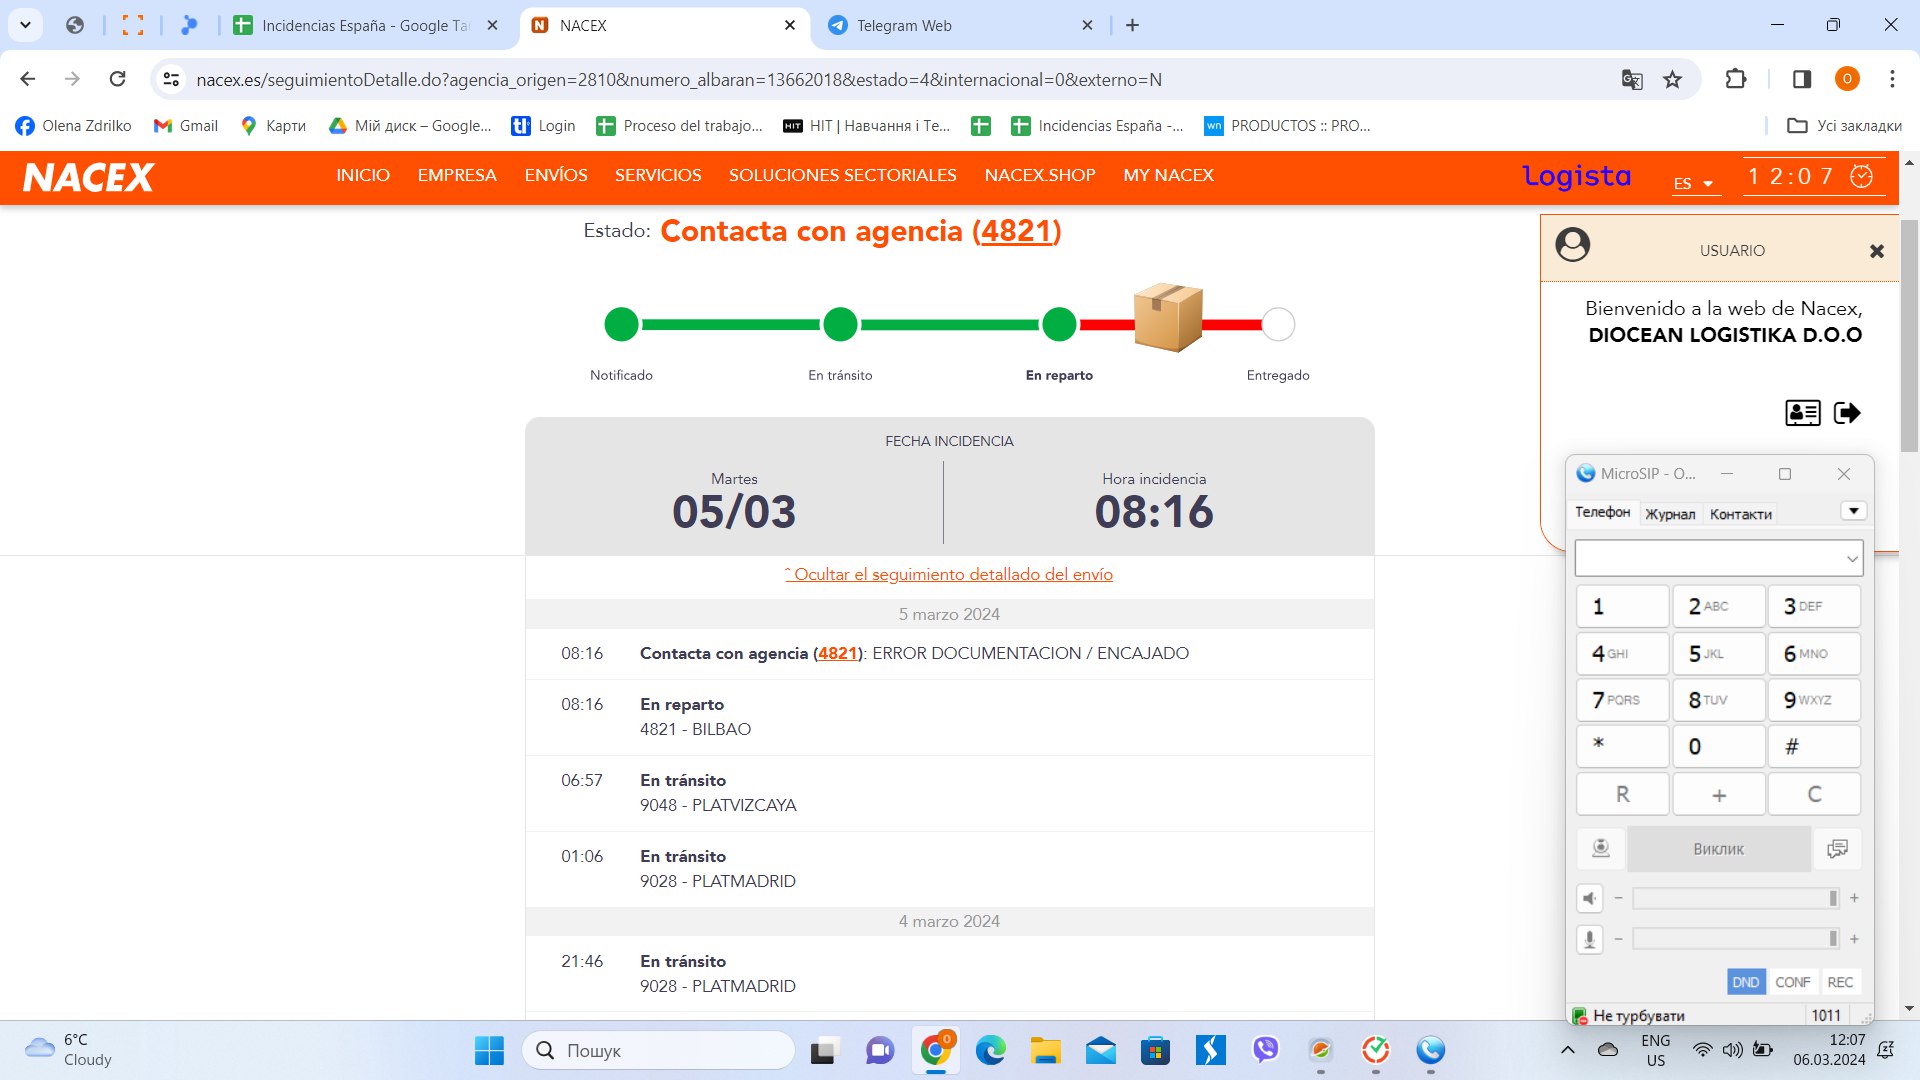 Incidencias España - Google Ta
NACEX
Telegram Web
nacex.es/seguimientoDetalle.do?agencia_origen=2810&numero_albaran=13662018&estado=4&internacional=0&externo=N
O
Olena Zdrilko
Gmail
Карти
Мій диск – Google...
Login
Proceso del trabajo...
HIT | Навчання і Те...
Incidencias España -...
PRODUCTOS :: PRO...
Усі закладки
NACEX
INICIO
EMPRESA
ENVÍOS
SERVICIOS
SOLUCIONES SECTORIALES
NACEX.SHOP
MY NACEX
logista
ES
12:07
Estado: Contacta con agencia (4821)
Notificado
En tránsito
En reparto
Entregado
USUARIO
Bienvenido a la web de Nacex,
DIOCEAN LOGISTIKA D.O.O
FECHA INCIDENCIA
Martes
05/03
Hora incidencia
08:16
ˆ Ocultar el seguimiento detallado del envío
5 marzo 2024
08:16 Contacta con agencia (4821): ERROR DOCUMENTACION / ENCAJADO
08:16 En reparto
4821 - BILBAO
06:57 En tránsito
9048 - PLATVIZCAYA
01:06 En tránsito
9028 - PLATMADRID
4 marzo 2024
21:46 En tránsito
9028 - PLATMADRID
MicroSIP - O...
Телефон
Журнал
Контакти
1
2 ABC
3 DEF
4 GHI
5 JKL
6 MNO
7 PQRS
8 TUV
9 WXYZ
*
0
#
R
+
C
Виклик
− +
− +
DND
CONF
REC
Не турбувати
1011
6°C
Cloudy
Пошук
ENG
US
12:07
06.03.2024